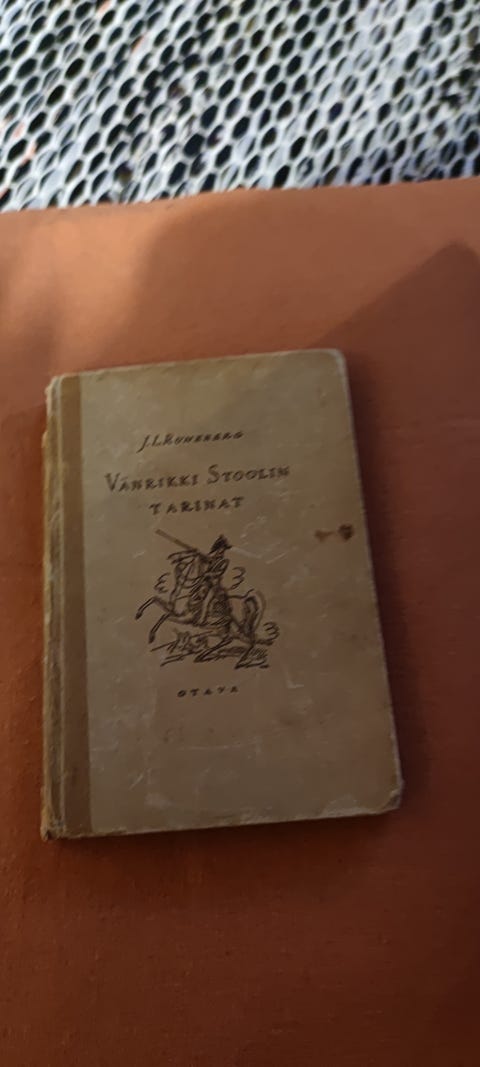 J.L.RUNEBERG
VÄNRIKKI STOOLIN
TARINAT
OTAVA